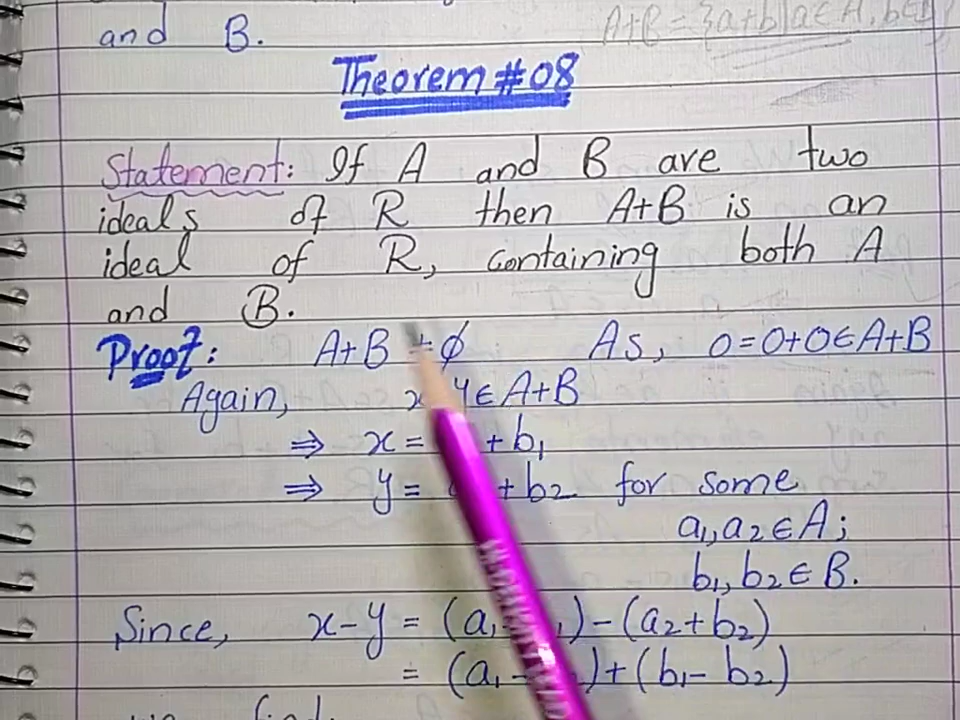 and B. A+B = {a+b|a∈A, b∈B}
Theorem # 08
Statement: If A and B are two
ideals of R then A+B is an
ideal of R, containing both A
and B.
Proof: A+B ≠ ϕ As, 0=0+0∈A+B
Again, x, y ∈ A+B
⇒ x = + b₁
⇒ y = + b₂ for some
a₁, a₂ ∈ A;
b₁, b₂ ∈ B.
Since, x-y = (a₁ )-(a₂+b₂)
= (a₁- )+(b₁-b₂)
we find